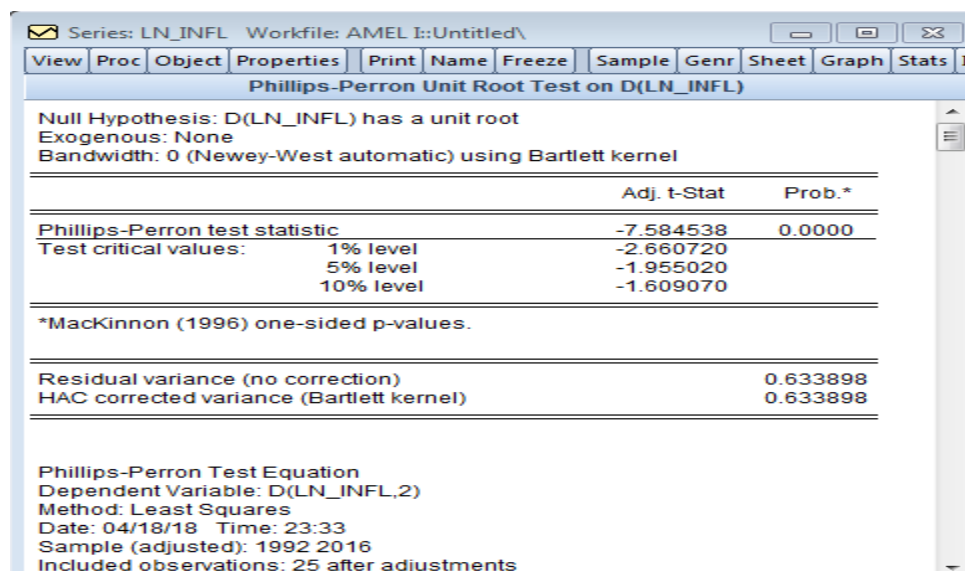 Series: LN_INFL Workfile: AMEL I::Untitled\
View Proc Object Properties Print Name Freeze Sample Genr Sheet Graph Stats
Phillips-Perron Unit Root Test on D(LN_INFL)
Null Hypothesis: D(LN_INFL) has a unit root
Exogenous: None
Bandwidth: 0 (Newey-West automatic) using Bartlett kernel
Adj. t-Stat Prob.*
Phillips-Perron test statistic -7.584538 0.0000
Test critical values: 1% level -2.660720
5% level -1.955020
10% level -1.609070
*MacKinnon (1996) one-sided p-values.
Residual variance (no correction) 0.633898
HAC corrected variance (Bartlett kernel) 0.633898
Phillips-Perron Test Equation
Dependent Variable: D(LN_INFL,2)
Method: Least Squares
Date: 04/18/18 Time: 23:33
Sample (adjusted): 1992 2016
Included observations: 25 after adjustments